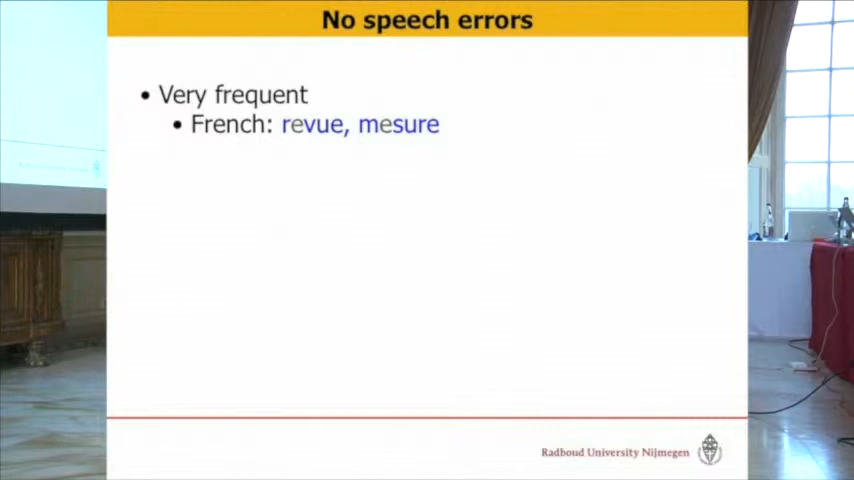 No speech errors
• Very frequent
• French: revue, mesure
Radboud University Nijmegen